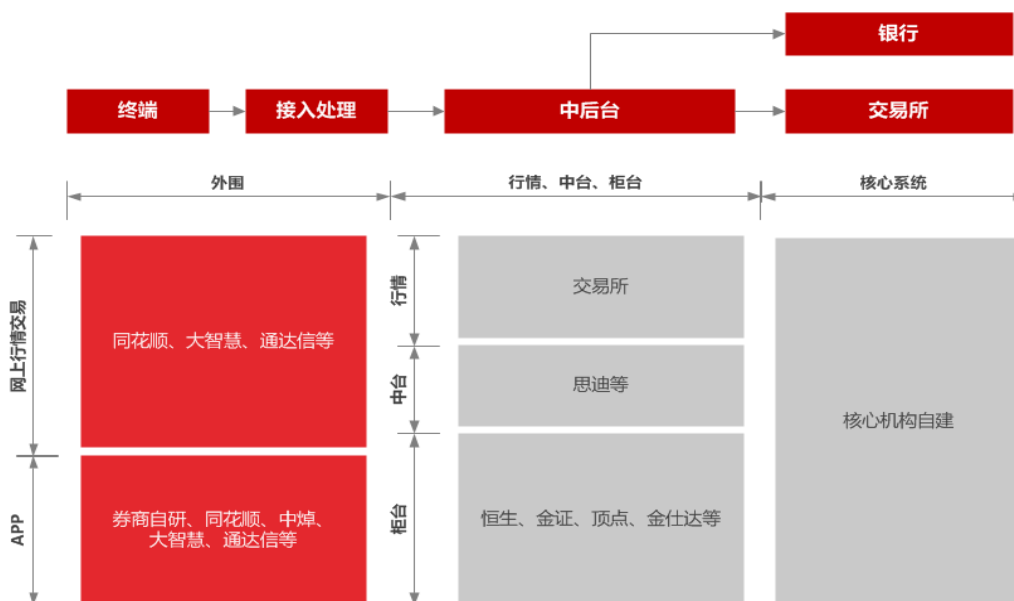 银行
终端
接入处理
中后台
交易所
外围
行情、中台、柜台
核心系统
网上行情交易
同花顺、大智慧、通达信等
行情
交易所
中台
思迪等
核心机构自建
APP
券商自研、同花顺、中焯、
大智慧、通达信等
柜台
恒生、金证、顶点、金仕达等